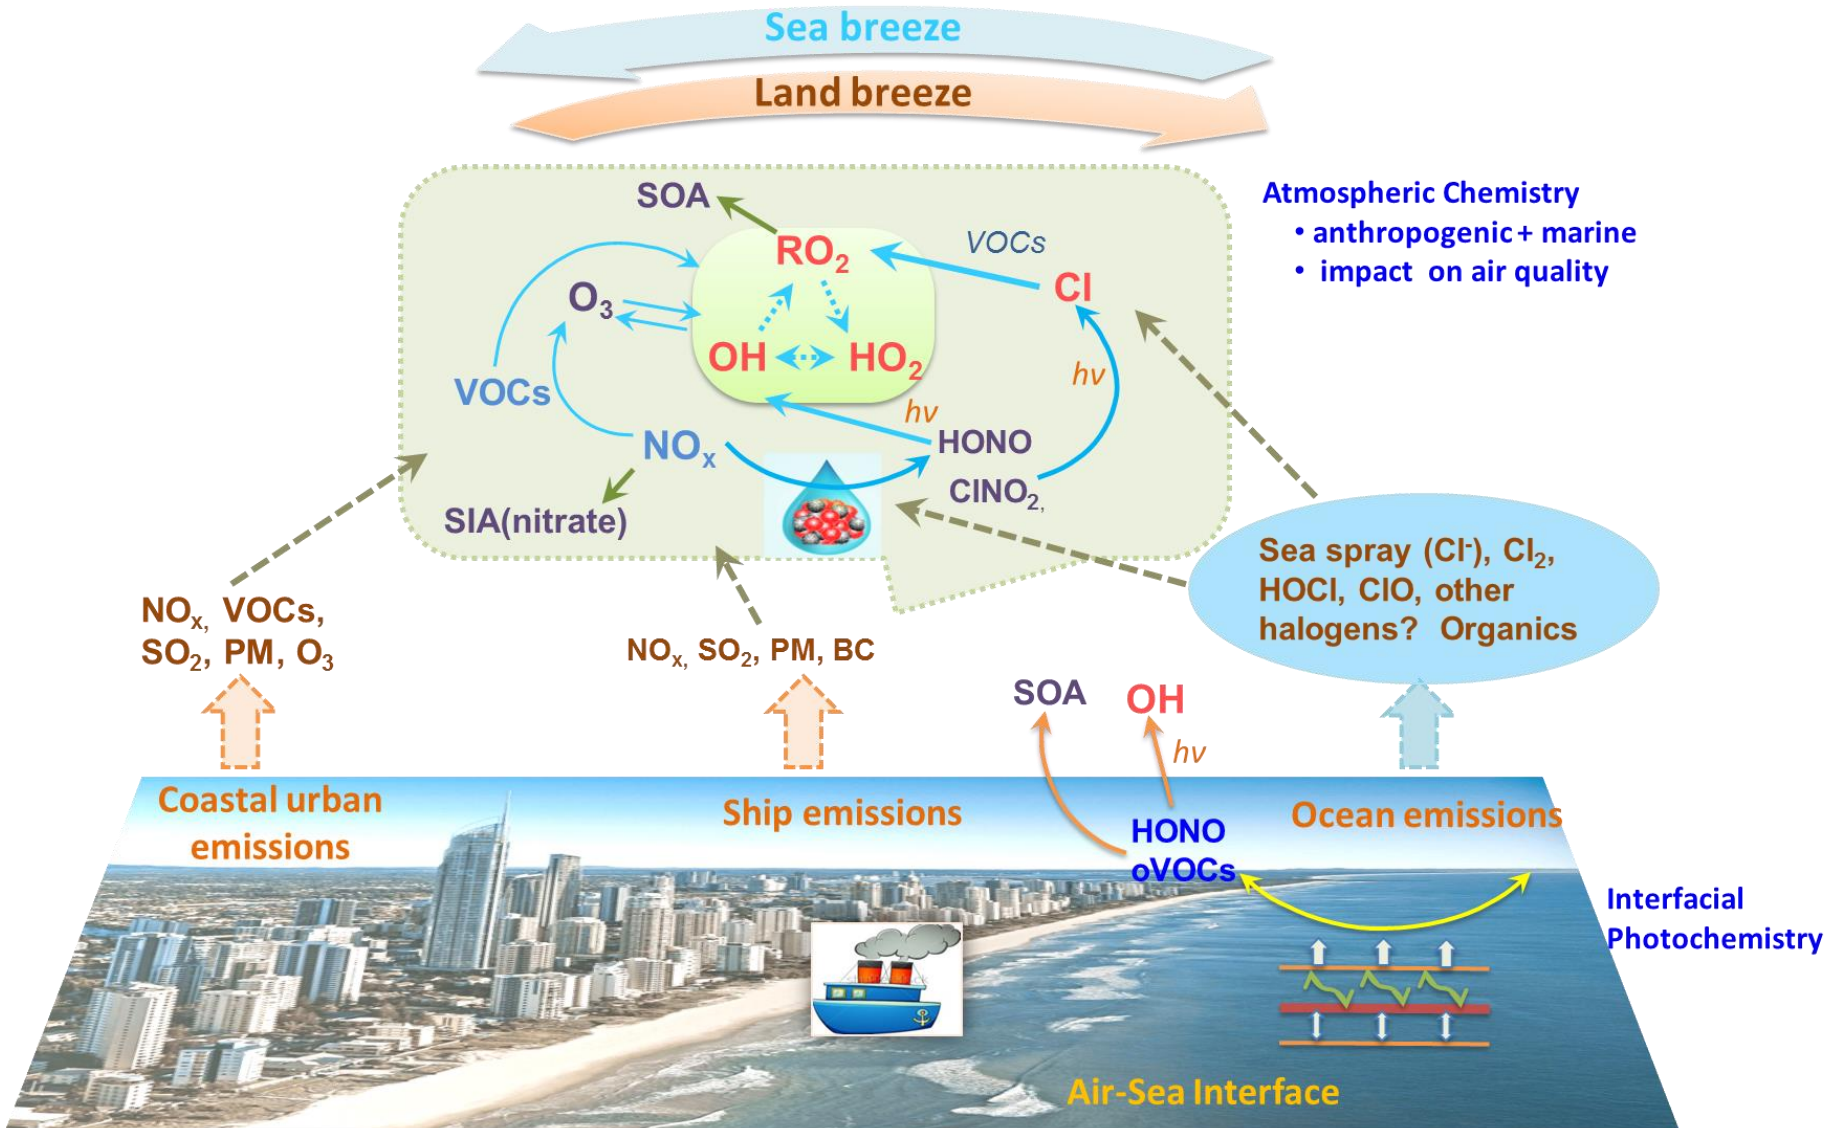 Sea breeze
Land breeze
Atmospheric Chemistry
• anthropogenic + marine
• impact on air quality
SOA
RO₂
VOCs
Cl
O₃
OH
HO₂
hν
VOCs
hν
NOₓ
HONO
ClNO₂,
SIA(nitrate)
Sea spray (Cl⁻), Cl₂,
HOCl, ClO, other
halogens? Organics
NOₓ, VOCs,
SO₂, PM, O₃
NOₓ, SO₂, PM, BC
SOA
OH
hν
Coastal urban
emissions
Ship emissions
Ocean emissions
HONO
oVOCs
Interfacial
Photochemistry
Air-Sea Interface